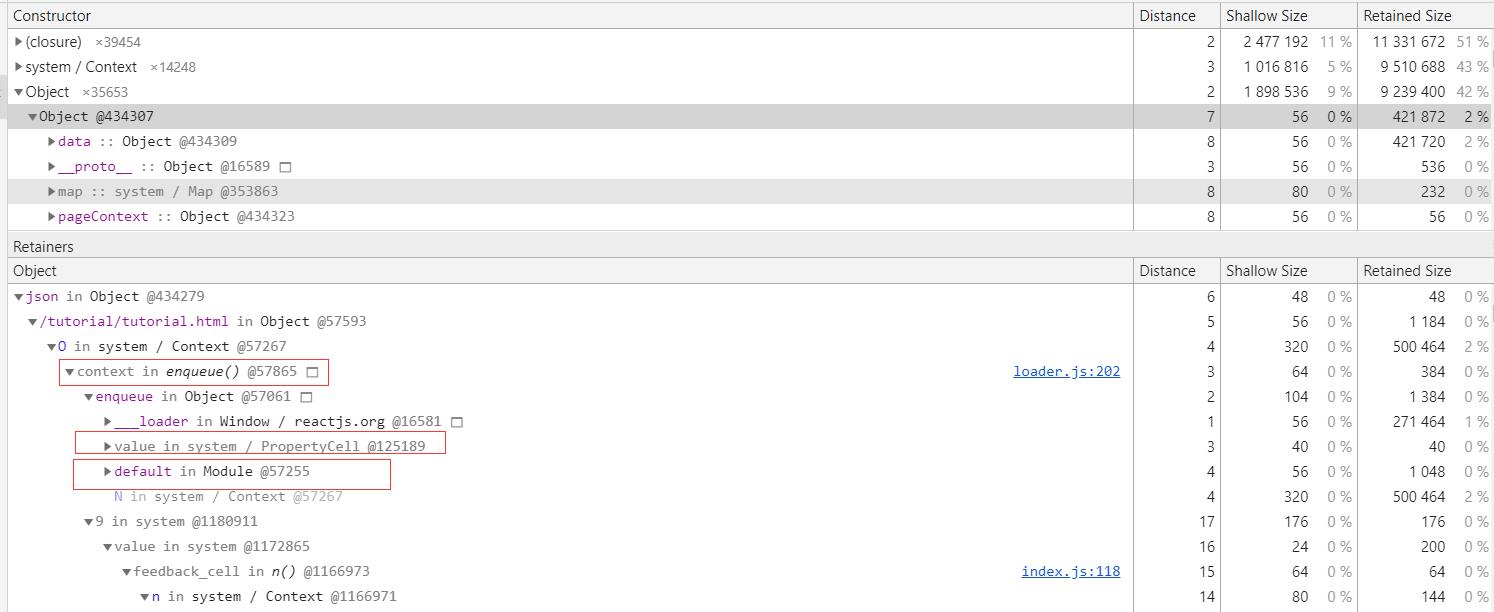 Constructor Distance Shallow Size Retained Size
(closure) ×39454 2 2 477 192 11 % 11 331 672 51 %
system / Context ×14248 3 1 016 816 5 % 9 510 688 43 %
Object ×35653 2 1 898 536 9 % 9 239 400 42 %
Object @434307 7 56 0 % 421 872 2 %
data :: Object @434309 8 56 0 % 421 720 2 %
__proto__ :: Object @16589 3 56 0 % 536 0 %
map :: system / Map @353863 8 80 0 % 232 0 %
pageContext :: Object @434323 8 56 0 % 56 0 %
Retainers
Object Distance Shallow Size Retained Size
json in Object @434279 6 48 0 % 48 0 %
/tutorial/tutorial.html in Object @57593 5 56 0 % 1 184 0 %
O in system / Context @57267 4 320 0 % 500 464 2 %
context in enqueue() @57865 loader.js:202 3 64 0 % 384 0 %
enqueue in Object @57061 2 104 0 % 1 384 0 %
___loader in Window / reactjs.org @16581 1 56 0 % 271 464 1 %
value in system / PropertyCell @125189 3 40 0 % 40 0 %
default in Module @57255 4 56 0 % 1 048 0 %
N in system / Context @57267 4 320 0 % 500 464 2 %
9 in system @1180911 17 176 0 % 176 0 %
value in system @1172865 16 24 0 % 200 0 %
feedback_cell in n() @1166973 index.js:118 15 64 0 % 64 0 %
n in system / Context @1166971 14 80 0 % 144 0 %